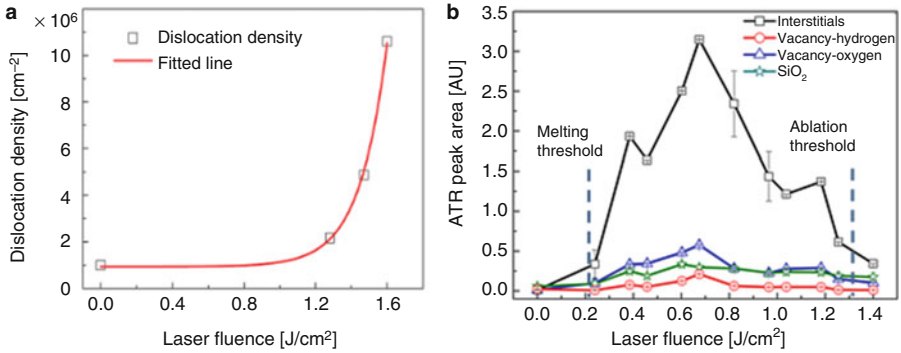 a
× 10⁶
10
8
6
4
2
0
Dislocation density [cm⁻²]
Dislocation density
Fitted line
0.0 0.4 0.8 1.2 1.6
Laser fluence [J/cm²]
b
3.5
3.0
2.5
2.0
1.5
1.0
0.5
0.0
ATR peak area [AU]
Interstitials
Vacancy-hydrogen
Vacancy-oxygen
SiO₂
Melting
threshold
Ablation
threshold
0.0 0.2 0.4 0.6 0.8 1.0 1.2 1.4
Laser fluence [J/cm²]